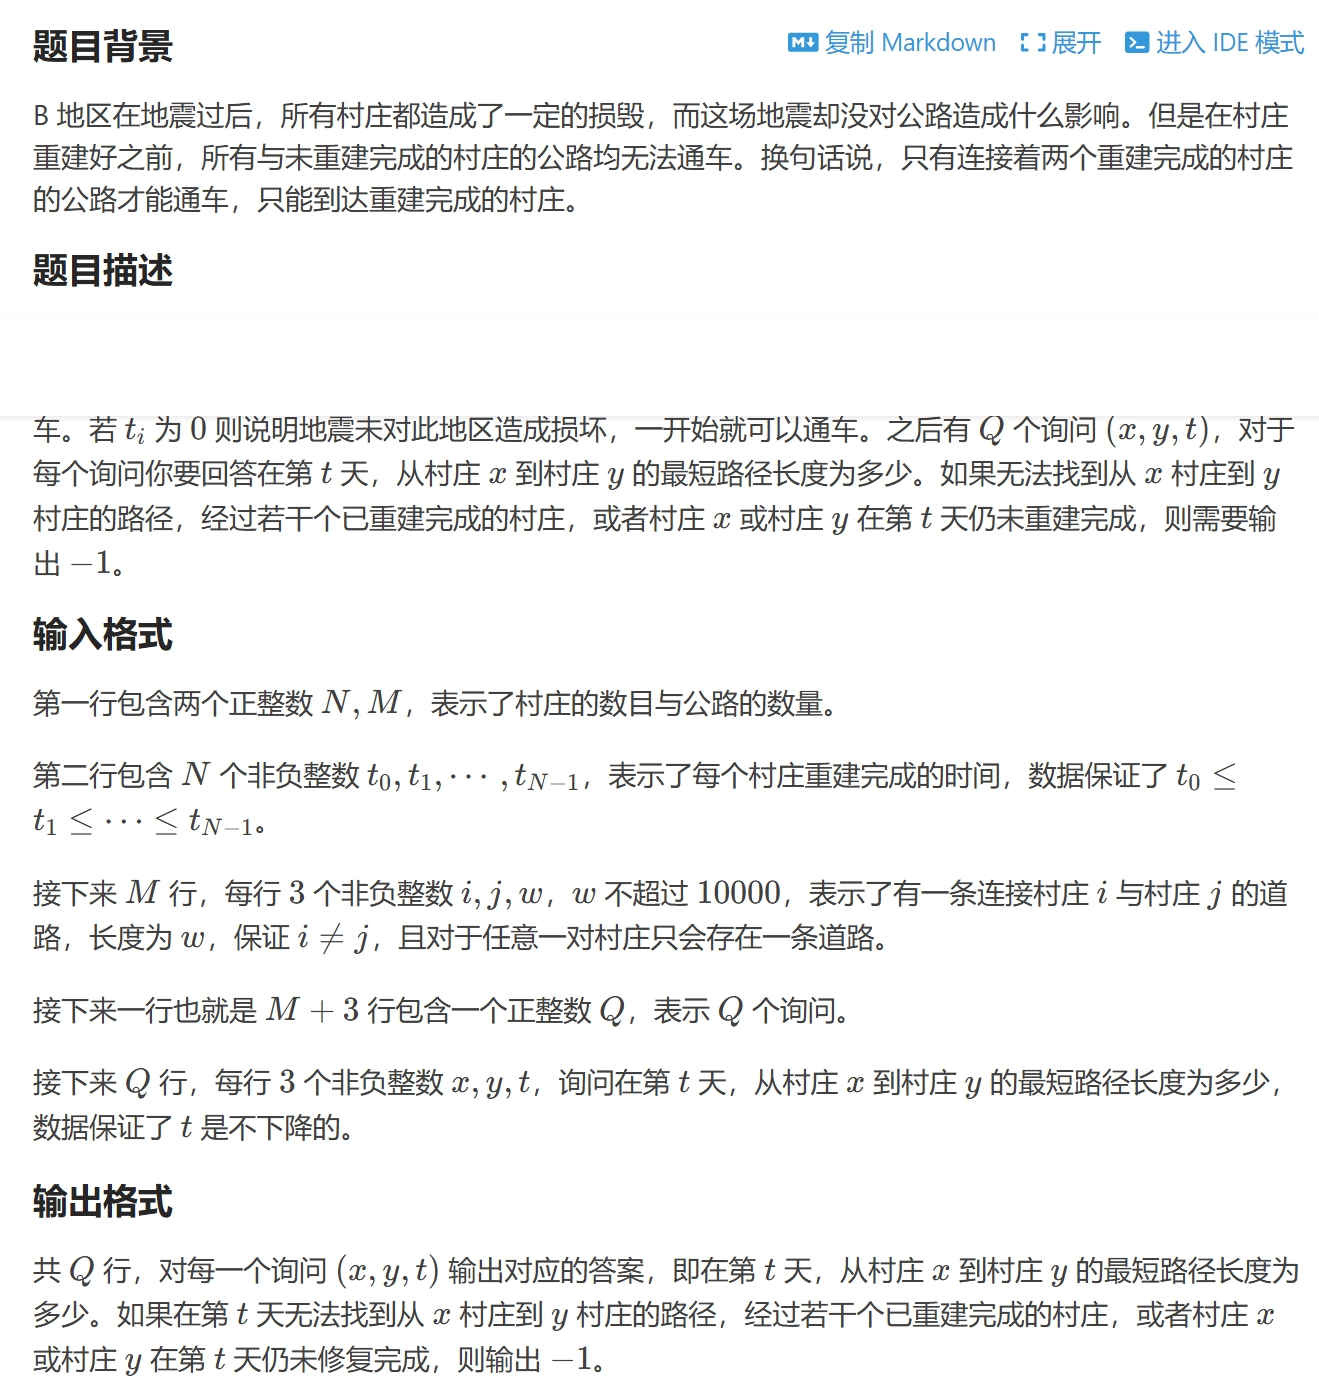 题目背景
复制 Markdown 展开 进入 IDE 模式
B 地区在地震过后，所有村庄都造成了一定的损毁，而这场地震却没对公路造成什么影响。但是在村庄
重建好之前，所有与未重建完成的村庄的公路均无法通车。换句话说，只有连接着两个重建完成的村庄
的公路才能通车，只能到达重建完成的村庄。
题目描述
车。若 t_i 为 0 则说明地震未对此地区造成损坏，一开始就可以通车。之后有 Q 个询问 (x, y, t)，对于
每个询问你要回答在第 t 天，从村庄 x 到村庄 y 的最短路径长度为多少。如果无法找到从 x 村庄到 y
村庄的路径，经过若干个已重建完成的村庄，或者村庄 x 或村庄 y 在第 t 天仍未重建完成，则需要输
出 −1。
输入格式
第一行包含两个正整数 N, M，表示了村庄的数目与公路的数量。
第二行包含 N 个非负整数 t_0, t_1, ⋯ , t_{N−1}，表示了每个村庄重建完成的时间，数据保证了 t_0 ≤
t_1 ≤ ⋯ ≤ t_{N−1}。
接下来 M 行，每行 3 个非负整数 i, j, w，w 不超过 10000，表示了有一条连接村庄 i 与村庄 j 的道
路，长度为 w，保证 i ≠ j，且对于任意一对村庄只会存在一条道路。
接下来一行也就是 M + 3 行包含一个正整数 Q，表示 Q 个询问。
接下来 Q 行，每行 3 个非负整数 x, y, t，询问在第 t 天，从村庄 x 到村庄 y 的最短路径长度为多少，
数据保证了 t 是不下降的。
输出格式
共 Q 行，对每一个询问 (x, y, t) 输出对应的答案，即在第 t 天，从村庄 x 到村庄 y 的最短路径长度为
多少。如果在第 t 天无法找到从 x 村庄到 y 村庄的路径，经过若干个已重建完成的村庄，或者村庄 x
或村庄 y 在第 t 天仍未修复完成，则输出 −1。